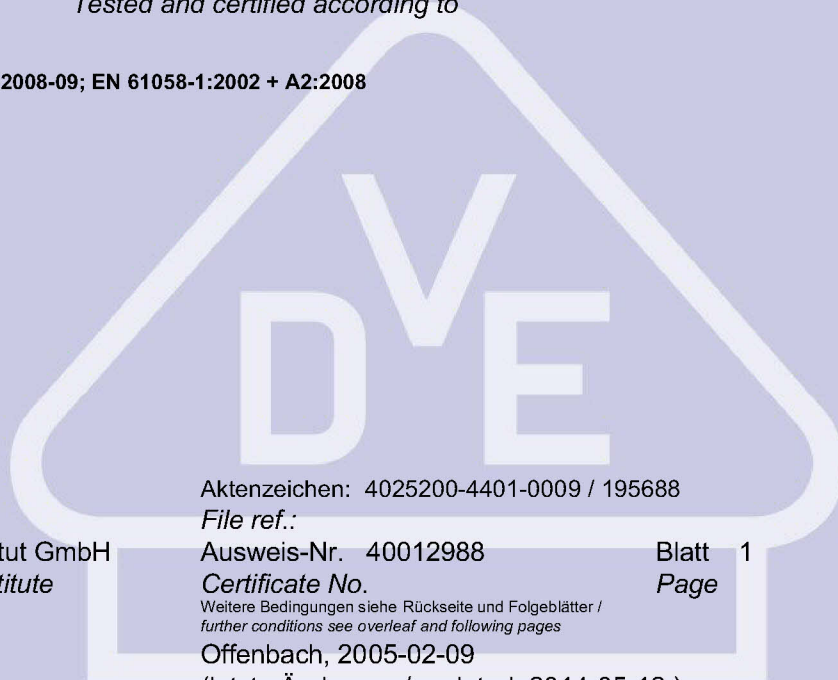 Tested and certified according to
2008-09; EN 61058-1:2002 + A2:2008
VDE
Aktenzeichen: 4025200-4401-0009 / 195688
File ref.:
tut GmbH Ausweis-Nr. 40012988 Blatt 1
titute Certificate No. Page
Weitere Bedingungen siehe Rückseite und Folgeblätter /
further conditions see overleaf and following pages
Offenbach, 2005-02-09